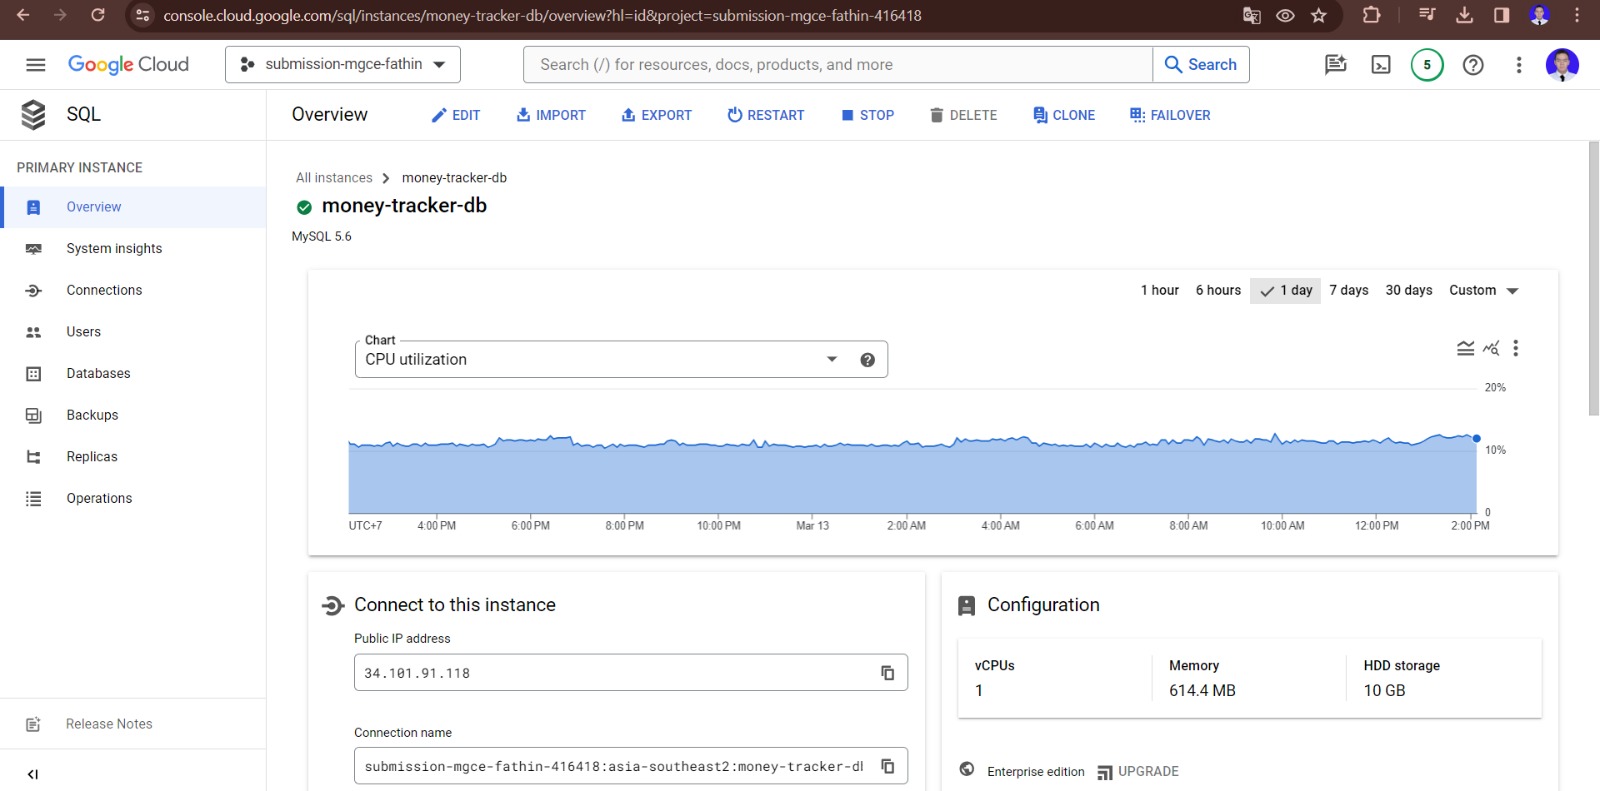 console.cloud.google.com/sql/instances/money-tracker-db/overview?hl=id&project=submission-mgce-fathin-416418
Google Cloud
submission-mgce-fathin
Search (/) for resources, docs, products, and more
Search
5
SQL
Overview
EDIT
IMPORT
EXPORT
RESTART
STOP
DELETE
CLONE
FAILOVER
PRIMARY INSTANCE
Overview
System insights
Connections
Users
Databases
Backups
Replicas
Operations
Release Notes
All instances
money-tracker-db
money-tracker-db
MySQL 5.6
1 hour
6 hours
1 day
7 days
30 days
Custom
Chart
CPU utilization
20%
10%
0
UTC+7
4:00 PM
6:00 PM
8:00 PM
10:00 PM
Mar 13
2:00 AM
4:00 AM
6:00 AM
8:00 AM
10:00 AM
12:00 PM
2:00 PM
Connect to this instance
Public IP address
34.101.91.118
Connection name
submission-mgce-fathin-416418:asia-southeast2:money-tracker-d
Configuration
vCPUs
1
Memory
614.4 MB
HDD storage
10 GB
Enterprise edition
UPGRADE